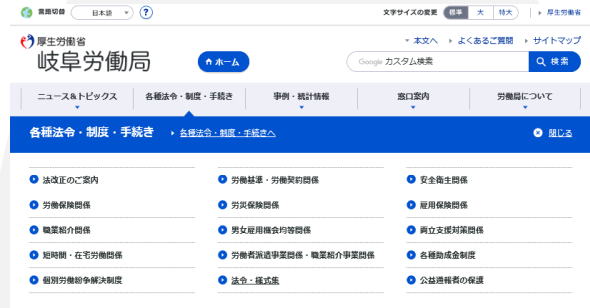 言語切替 日本語 ? 文字サイズの変更 標準 大 特大 厚生労働省
厚生労働省 本文へ よくあるご質問 サイトマップ
岐阜労働局 ホーム Google カスタム検索 検索
ニュース&トピックス 各種法令・制度・手続き 事例・統計情報 窓口案内 労働局について
各種法令・制度・手続き 各種法令・制度・手続きへ 閉じる
法改正のご案内 労働基準・労働契約関係 安全衛生関係
労働保険関係 労災保険関係 雇用保険関係
職業紹介関係 男女雇用機会均等関係 両立支援対策関係
短時間・在宅労働関係 労働者派遣事業関係・職業紹介事業関係 各種助成金制度
個別労働紛争解決制度 法令・様式集 公益通報者の保護